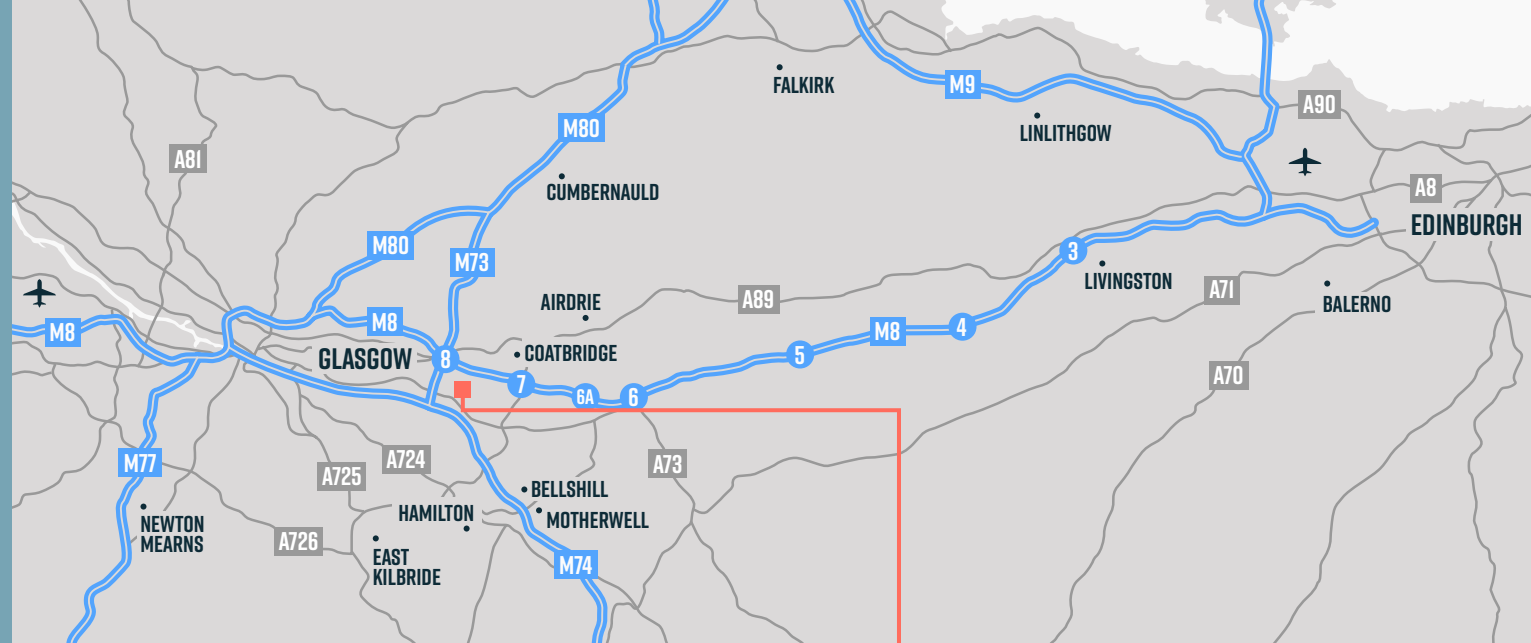 FALKIRK
M9
A90
M80
LINLITHGOW
A81
CUMBERNAULD
A8
EDINBURGH
M80
M73
3
LIVINGSTON
A71
AIRDRIE
A89
BALERNO
M8
M8
M8
4
GLASGOW
8
COATBRIDGE
5
7
6A
6
A70
M77
A725
A724
A73
BELLSHILL
HAMILTON
MOTHERWELL
NEWTON
MEARNS
A726
EAST
KILBRIDE
M74